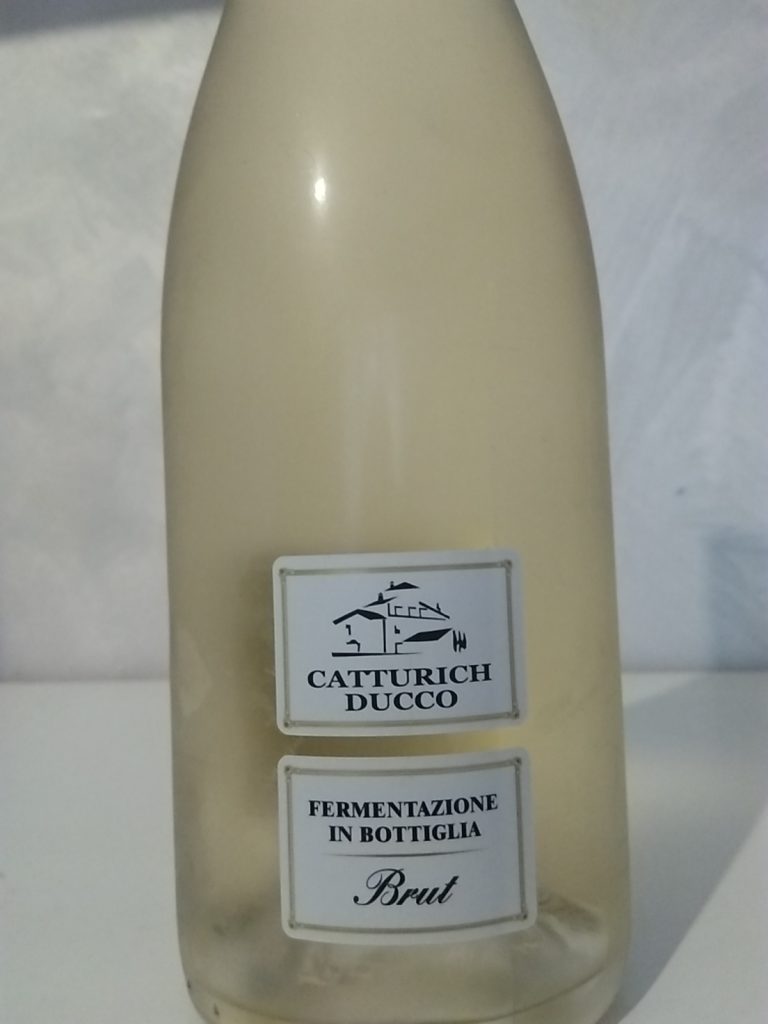 CATTURICH
DUCCO
FERMENTAZIONE
IN BOTTIGLIA
Brut